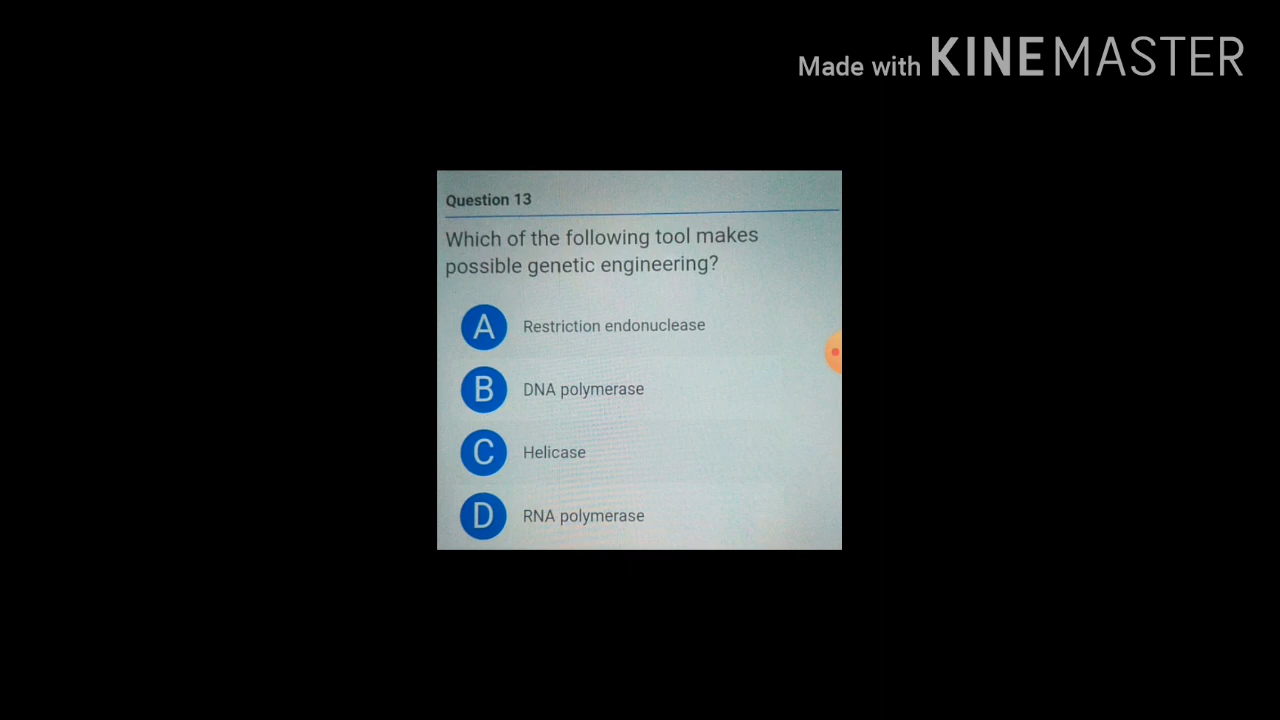 Made with KINEMASTER
Question 13
Which of the following tool makes
possible genetic engineering?
A Restriction endonuclease
B DNA polymerase
C Helicase
D RNA polymerase